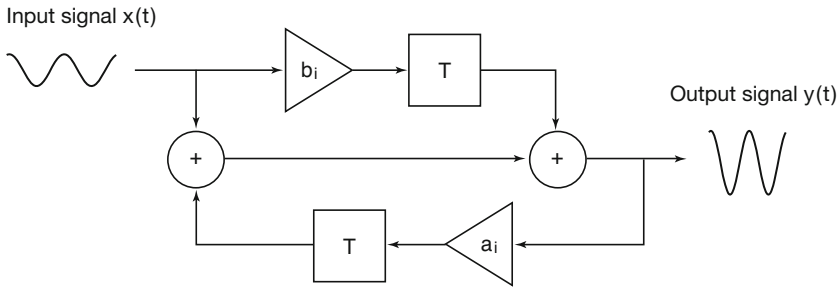 Input signal x(t)
bi
T
Output signal y(t)
+
+
T
ai